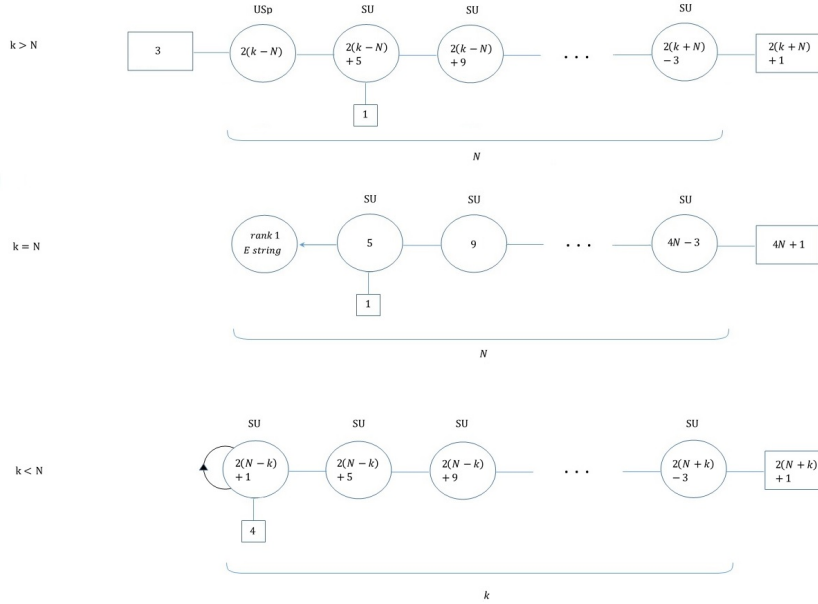 USp SU SU SU
k > N
3
2(k − N)
2(k − N)
+ 5
2(k − N)
+ 9
. . .
2(k + N)
− 3
2(k + N)
+ 1
1
N
SU SU SU
k = N
rank 1
E string
5
9
. . .
4N − 3
4N + 1
1
N
SU SU SU SU
k < N
2(N − k)
+ 1
2(N − k)
+ 5
2(N − k)
+ 9
. . .
2(N + k)
− 3
2(N + k)
+ 1
4
k